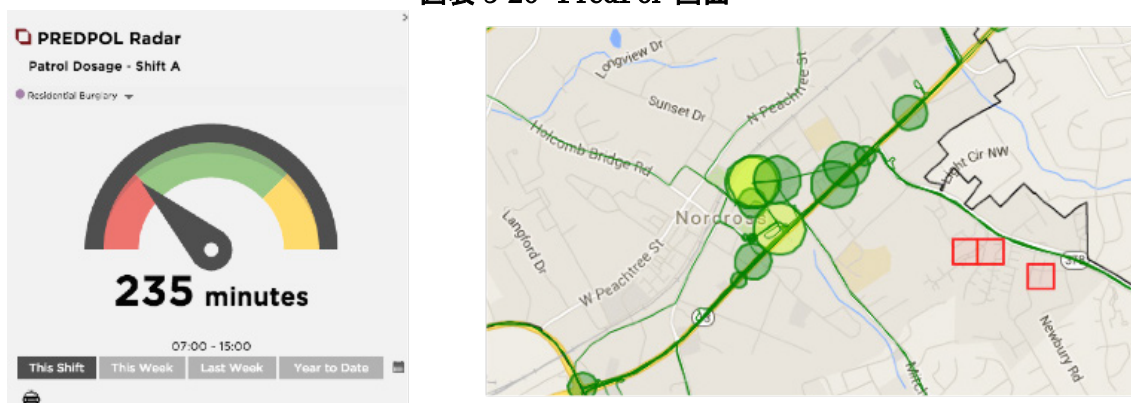 PREDPOL Radar
Patrol Dosage - Shift A
Residential Burglary
235 minutes
07:00 - 15:00
This Shift
This Week
Last Week
Year to Date
Longview Dr
Sunset Dr
N Peachtree St
Holcomb Bridge Rd
Light Cir NW
Norcross
Langford Dr
W Peachtree St
378
Newbury Rd
Mitch